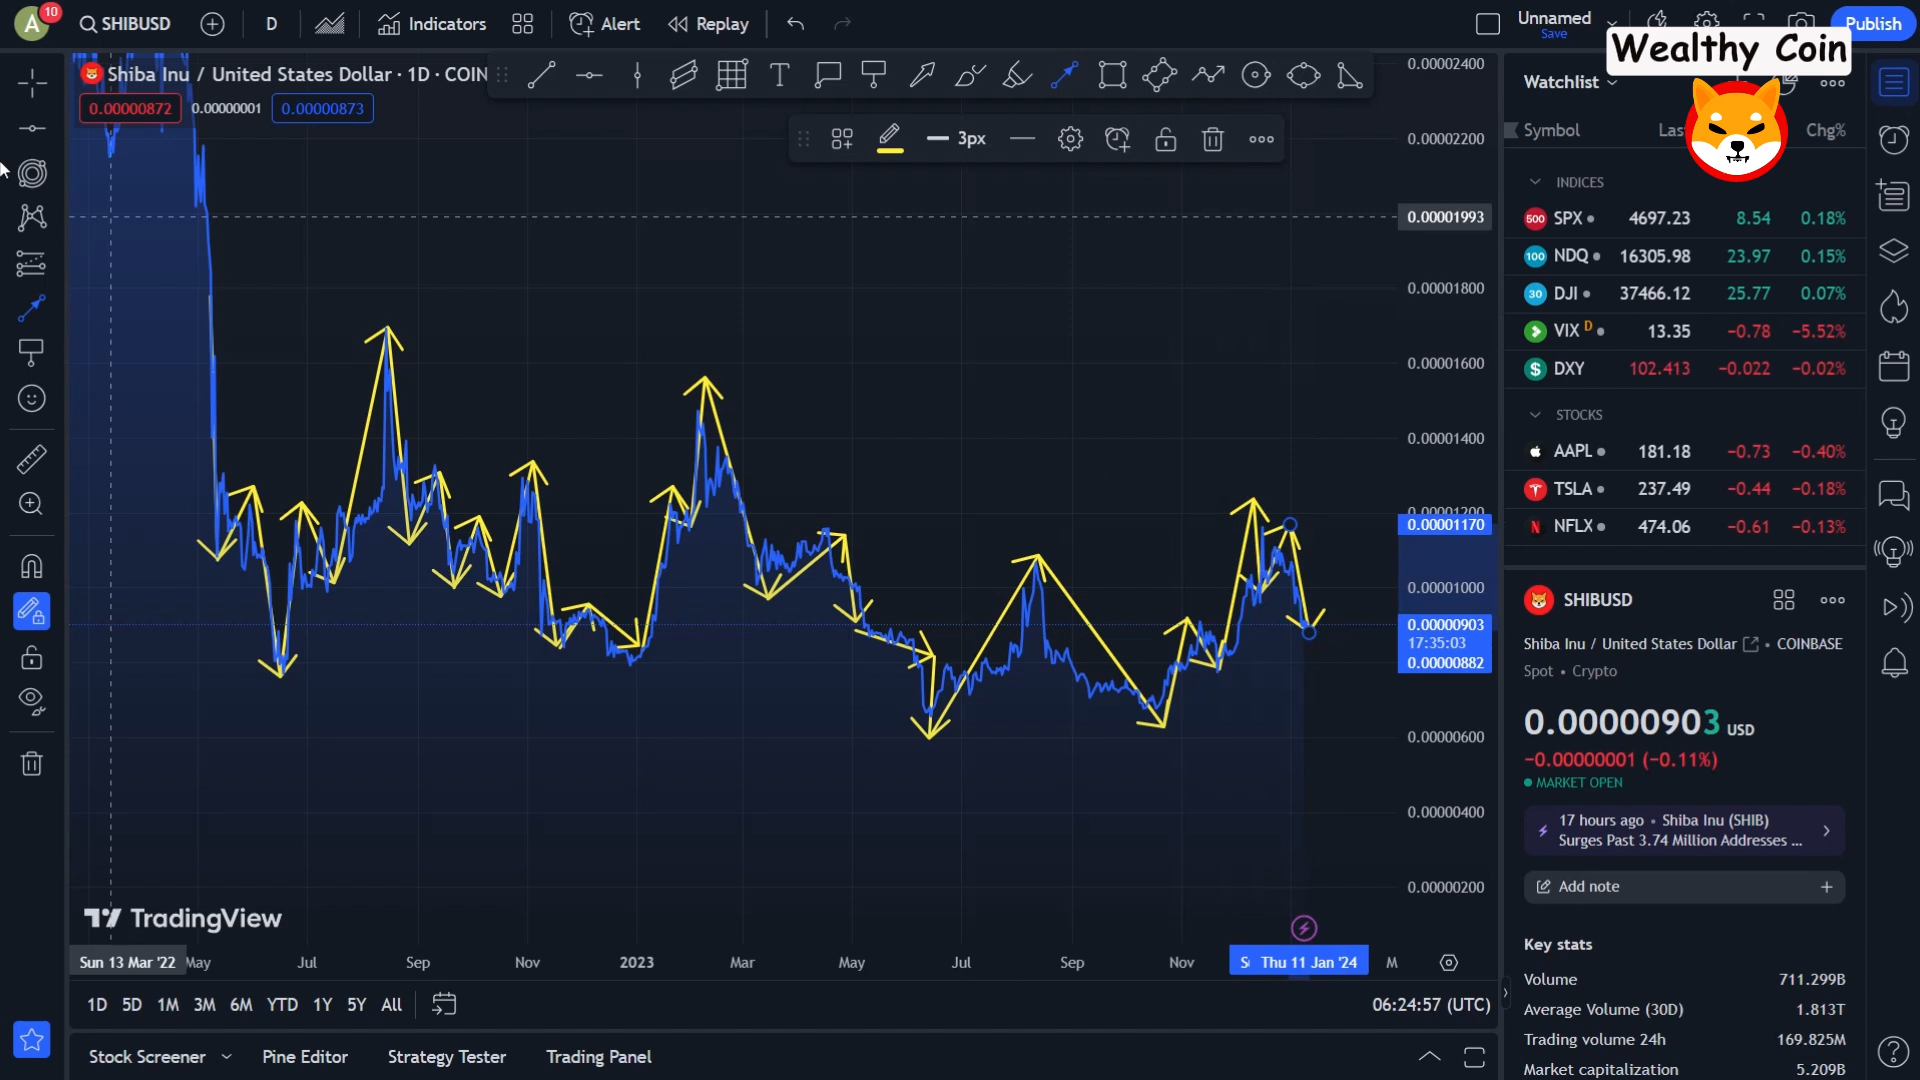 A
10
SHIBUSD
D
Indicators
Alert
Replay
Unnamed
Save
Publish
Wealthy Coin
Shiba Inu / United States Dollar · 1D · COIN
0.00000872
0.00000001
0.00000873
3px
Watchlist
Symbol
Las
Chg%
INDICES
500 SPX 4697.23 8.54 0.18%
100 NDQ 16305.98 23.97 0.15%
30 DJI 37466.12 25.77 0.07%
VIX D 13.35 −0.78 −5.52%
$ DXY 102.413 −0.022 −0.02%
STOCKS
AAPL 181.18 −0.73 −0.40%
TSLA 237.49 −0.44 −0.18%
N NFLX 474.06 −0.61 −0.13%
0.00002400
0.00002200
0.00001993
0.00001800
0.00001600
0.00001400
0.00001200
0.00001170
0.00001000
0.00000903
17:35:03
0.00000882
0.00000600
0.00000400
0.00000200
SHIBUSD
Shiba Inu / United States Dollar • COINBASE
Spot • Crypto
0.00000903 USD
−0.00000001 (−0.11%)
MARKET OPEN
17 hours ago • Shiba Inu (SHIB)
Surges Past 3.74 Million Addresses ...
Add note
Key stats
Volume 711.299B
Average Volume (30D) 1.813T
Trading volume 24h 169.825M
Market capitalization 5.209B
TradingView
Sun 13 Mar '22
May
Jul
Sep
Nov
2023
Mar
May
Jul
Sep
Nov
Thu 11 Jan '24
M
1D 5D 1M 3M 6M YTD 1Y 5Y All
06:24:57 (UTC)
Stock Screener
Pine Editor
Strategy Tester
Trading Panel